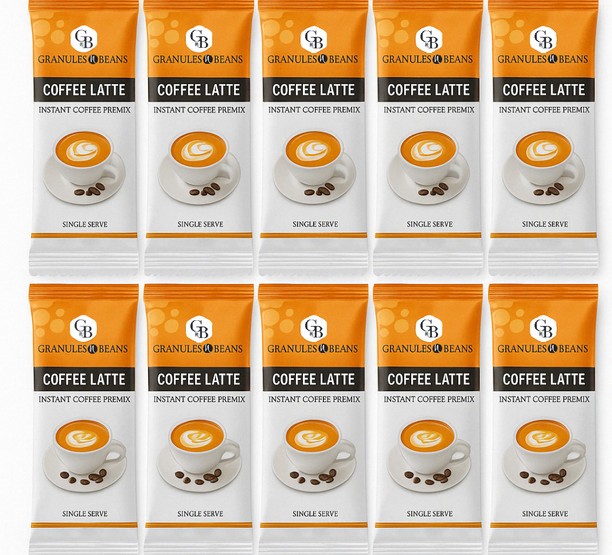 GB GB GB GB GB
GRANULES n BEANS GRANULES n BEANS GRANULES n BEANS GRANULES n BEANS GRANULES n BEANS
COFFEE LATTE COFFEE LATTE COFFEE LATTE COFFEE LATTE COFFEE LATTE
INSTANT COFFEE PREMIX INSTANT COFFEE PREMIX INSTANT COFFEE PREMIX INSTANT COFFEE PREMIX INSTANT COFFEE PREMIX
SINGLE SERVE SINGLE SERVE SINGLE SERVE SINGLE SERVE SINGLE SERVE
GB GB GB GB GB
GRANULES n BEANS GRANULES n BEANS GRANULES n BEANS GRANULES n BEANS GRANULES n BEANS
COFFEE LATTE COFFEE LATTE COFFEE LATTE COFFEE LATTE COFFEE LATTE
INSTANT COFFEE PREMIX INSTANT COFFEE PREMIX INSTANT COFFEE PREMIX INSTANT COFFEE PREMIX INSTANT COFFEE PREMIX
SINGLE SERVE SINGLE SERVE SINGLE SERVE SINGLE SERVE SINGLE SERVE